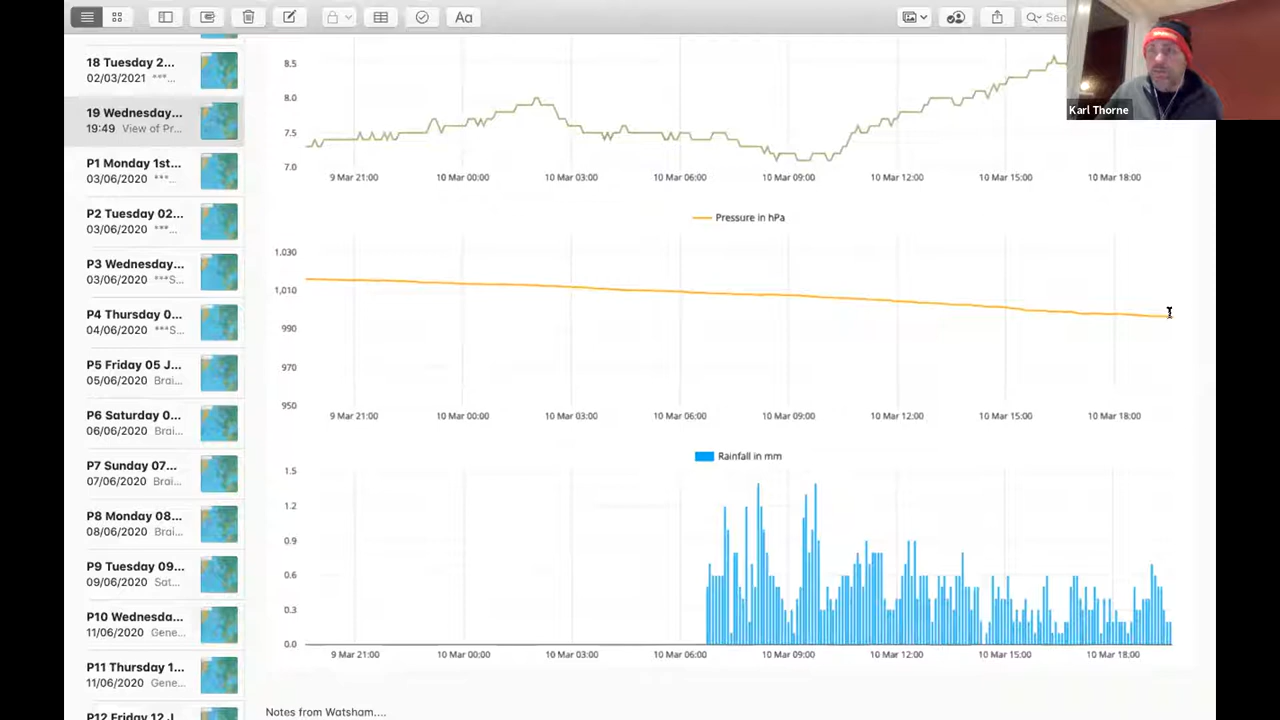 Aa
Sea
Karl Thorne
18 Tuesday 2...
02/03/2021 ***...
19 Wednesday...
19:49 View of Pr...
P1 Monday 1st...
03/06/2020 ***...
P2 Tuesday 02...
03/06/2020 ***...
P3 Wednesday...
03/06/2020 ***S...
P4 Thursday 0...
04/06/2020 ***S...
P5 Friday 05 J...
05/06/2020 Brai...
P6 Saturday 0...
06/06/2020 Brai...
P7 Sunday 07...
07/06/2020 Brai...
P8 Monday 08...
08/06/2020 Brai...
P9 Tuesday 09...
09/06/2020 Sat...
P10 Wednesda...
11/06/2020 Gene...
P11 Thursday 1...
11/06/2020 Gene...
P12 Friday 12 J...
8.5
8.0
7.5
7.0
9 Mar 21:00 10 Mar 00:00 10 Mar 03:00 10 Mar 06:00 10 Mar 09:00 10 Mar 12:00 10 Mar 15:00 10 Mar 18:00
Pressure in hPa
1,030
1,010
990
970
950
9 Mar 21:00 10 Mar 00:00 10 Mar 03:00 10 Mar 06:00 10 Mar 09:00 10 Mar 12:00 10 Mar 15:00 10 Mar 18:00
Rainfall in mm
1.5
1.2
0.9
0.6
0.3
0.0
9 Mar 21:00 10 Mar 00:00 10 Mar 03:00 10 Mar 06:00 10 Mar 09:00 10 Mar 12:00 10 Mar 15:00 10 Mar 18:00
Notes from Watsham....